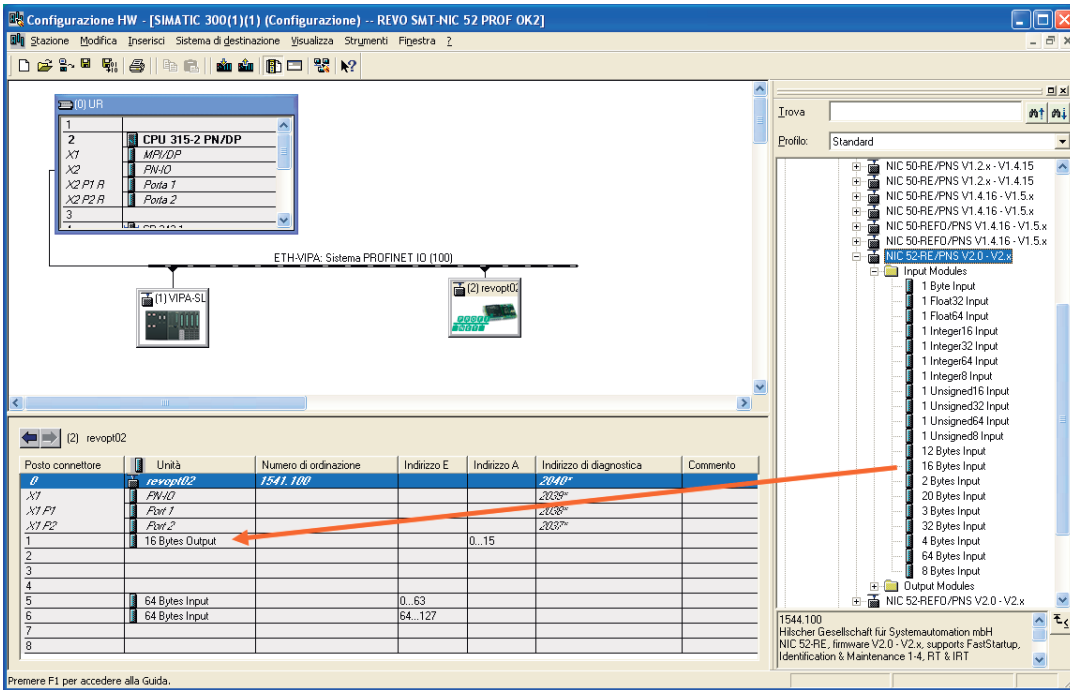 Configurazione HW - [SIMATIC 300(1)(1) (Configurazione) -- REVO SMT-NIC 52 PROF OK2]
Stazione Modifica Inserisci Sistema di destinazione Visualizza Strumenti Finestra ?
(0) UR
1
2 CPU 315-2 PN/DP
X1 MPI/DP
X2 PN-IO
X2 P1 R Porta 1
X2 P2 R Porta 2
3
ETH-VIPA: Sistema PROFINET IO (100)
(1) VIPA-SL
(2) revopt02
Trova
Profilo: Standard
NIC 50-RE/PNS V1.2.x - V1.4.15
NIC 50-RE/PNS V1.2.x - V1.4.15
NIC 50-RE/PNS V1.4.16 - V1.5.x
NIC 50-RE/PNS V1.4.16 - V1.5.x
NIC 50-REFO/PNS V1.4.16 - V1.5.x
NIC 50-REFO/PNS V1.4.16 - V1.5.x
NIC 52-RE/PNS V2.0 - V2.x
Input Modules
1 Byte Input
1 Float32 Input
1 Float64 Input
1 Integer16 Input
1 Integer32 Input
1 Integer64 Input
1 Integer8 Input
1 Unsigned16 Input
1 Unsigned32 Input
1 Unsigned64 Input
1 Unsigned8 Input
12 Bytes Input
16 Bytes Input
2 Bytes Input
20 Bytes Input
3 Bytes Input
32 Bytes Input
4 Bytes Input
64 Bytes Input
8 Bytes Input
Output Modules
NIC 52-REFO/PNS V2.0 - V2.x
1544.100
Hilscher Gesellschaft für Systemautomation mbH
NIC 52-RE, firmware V2.0 - V2.x, supports FastStartup,
Identification & Maintenance 1-4, RT & IRT
(2) revopt02
Posto connettore Unità Numero di ordinazione Indirizzo E Indirizzo A Indirizzo di diagnostica Commento
0 revopt02 1541.100 2040*
X1 PN-IO 2039*
X1 P1 Port 1 2038*
X1 P2 Port 2 2037*
1 16 Bytes Output 0...15
2
3
4
5 64 Bytes Input 0...63
6 64 Bytes Input 64...127
7
8
Premere F1 per accedere alla Guida.